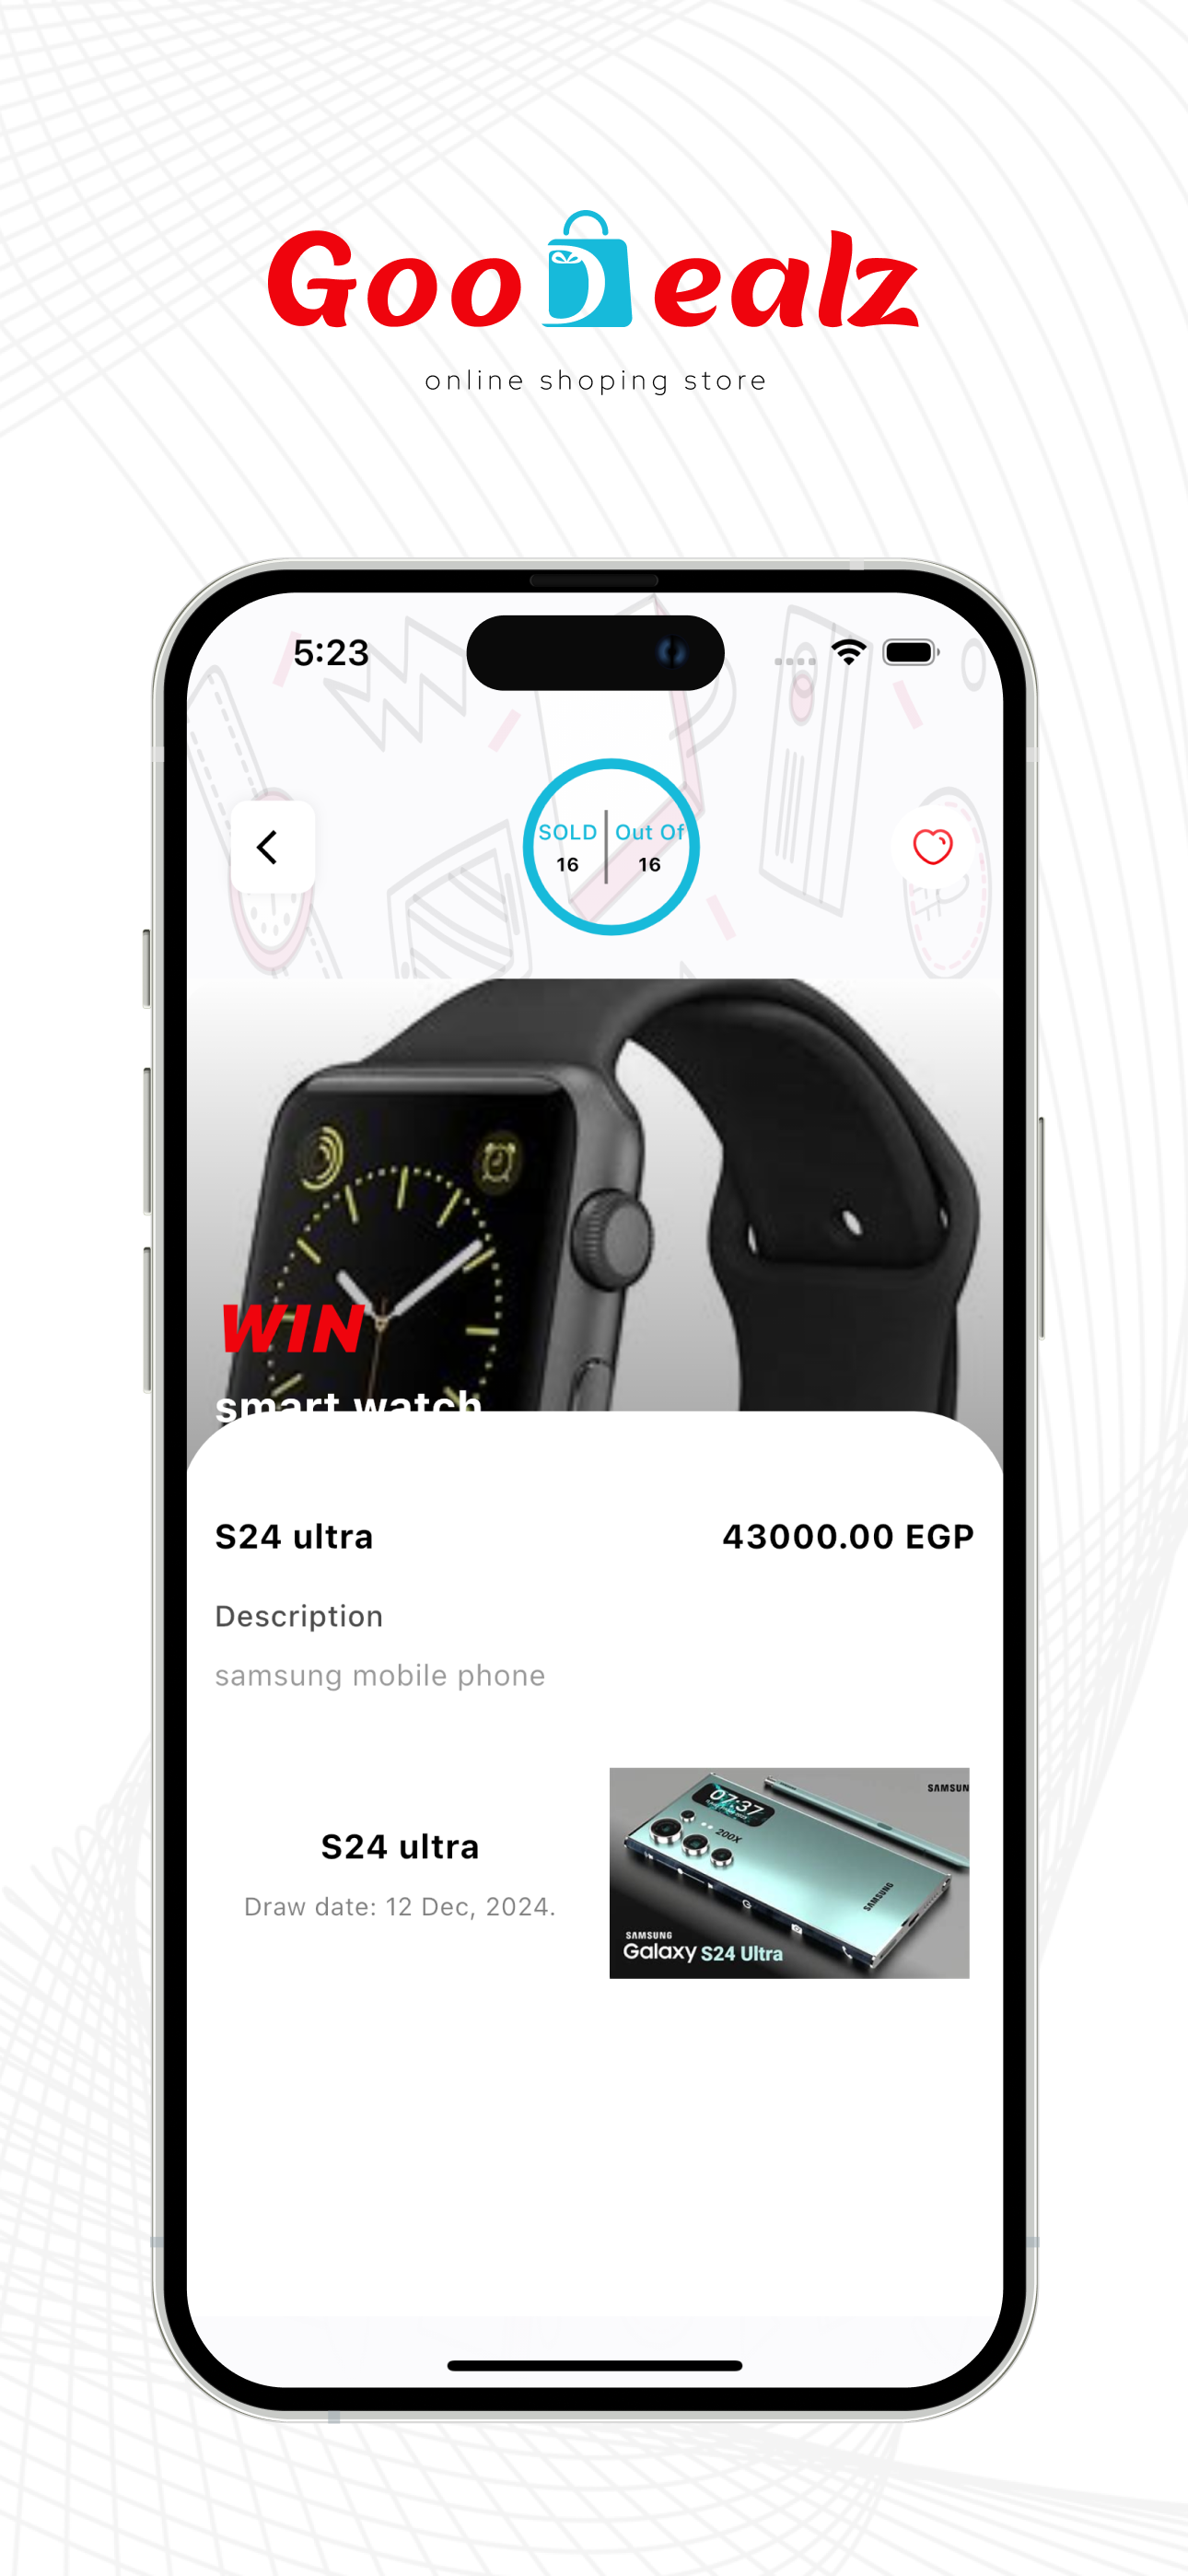 GooDealz
online shoping store
5:23
SOLD Out Of
16 16
WIN
smart watch
S24 ultra 43000.00 EGP
Description
samsung mobile phone
S24 ultra
Draw date: 12 Dec, 2024.
SAMSUN
07:37
200X
SAMSUNG
SAMSUNG
Galaxy S24 Ultra